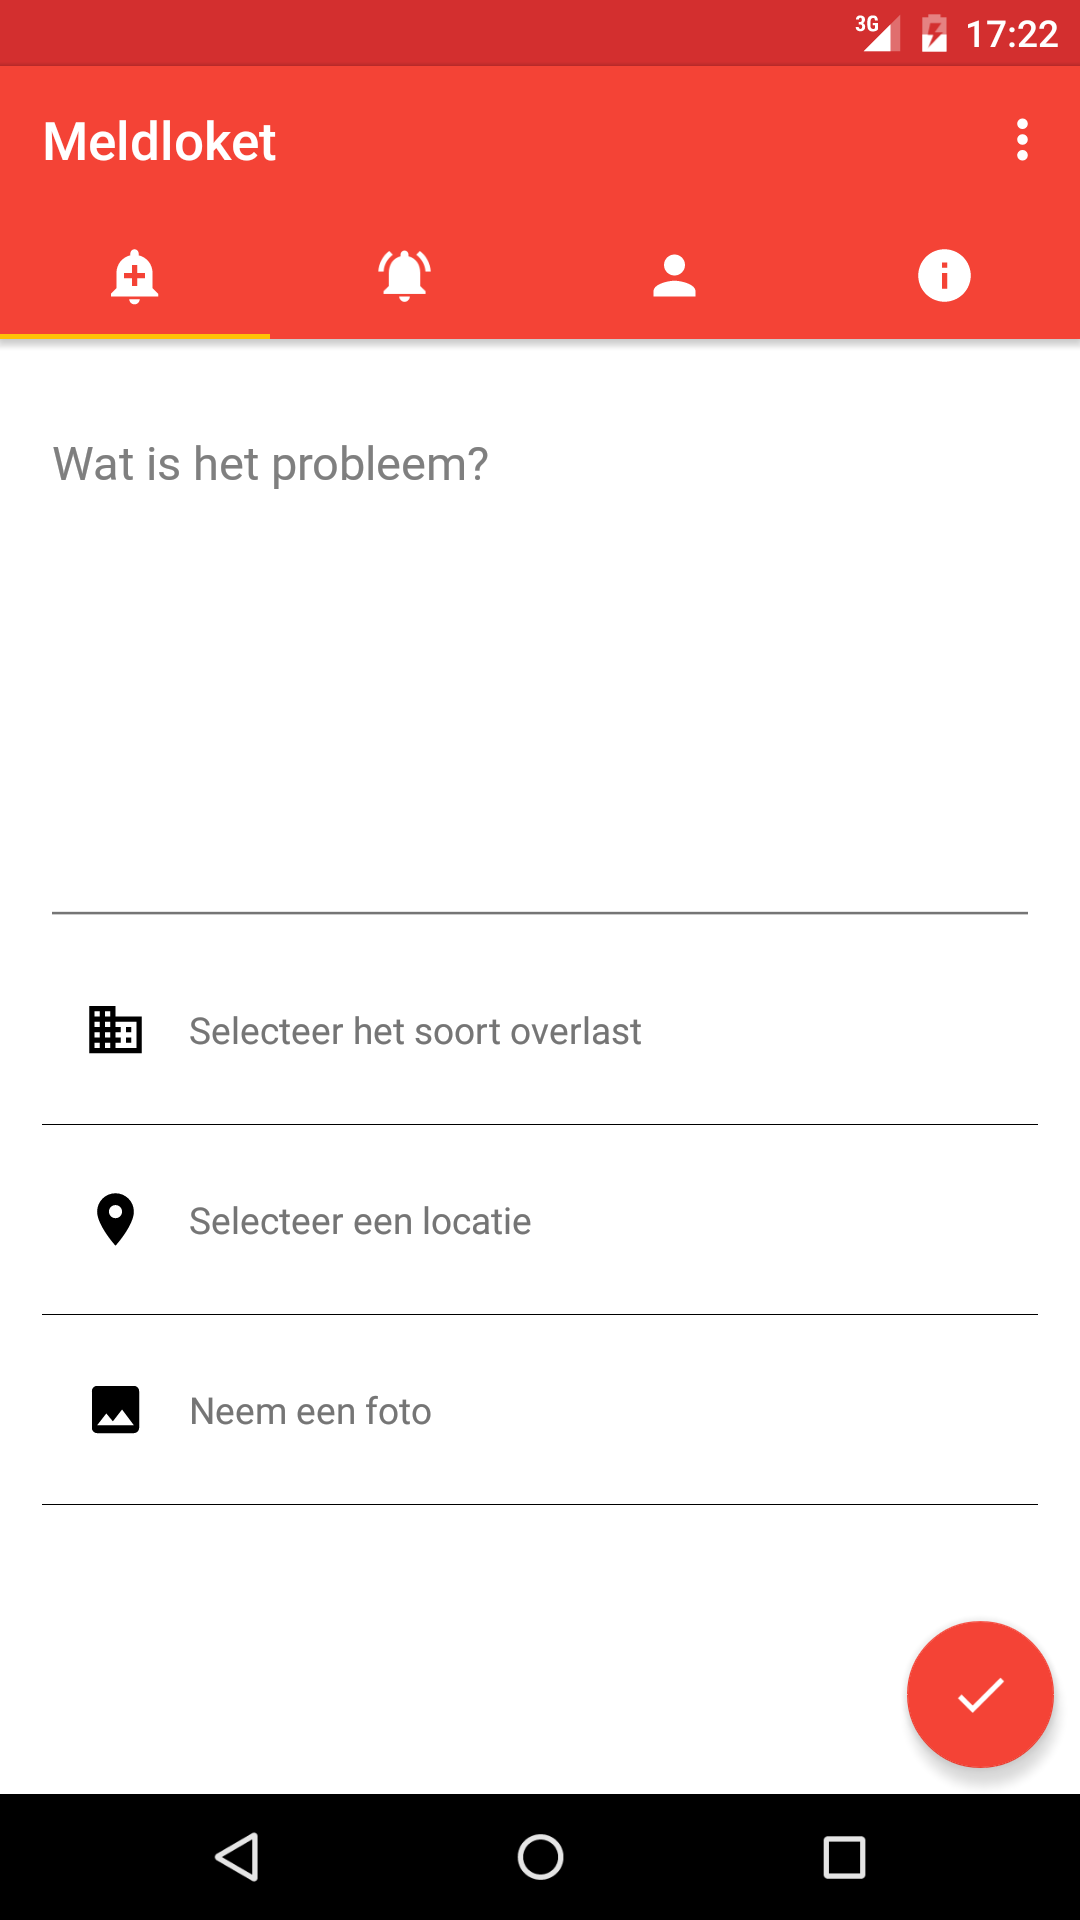 3G 17:22
Meldloket
Wat is het probleem?
Selecteer het soort overlast
Selecteer een locatie
Neem een foto